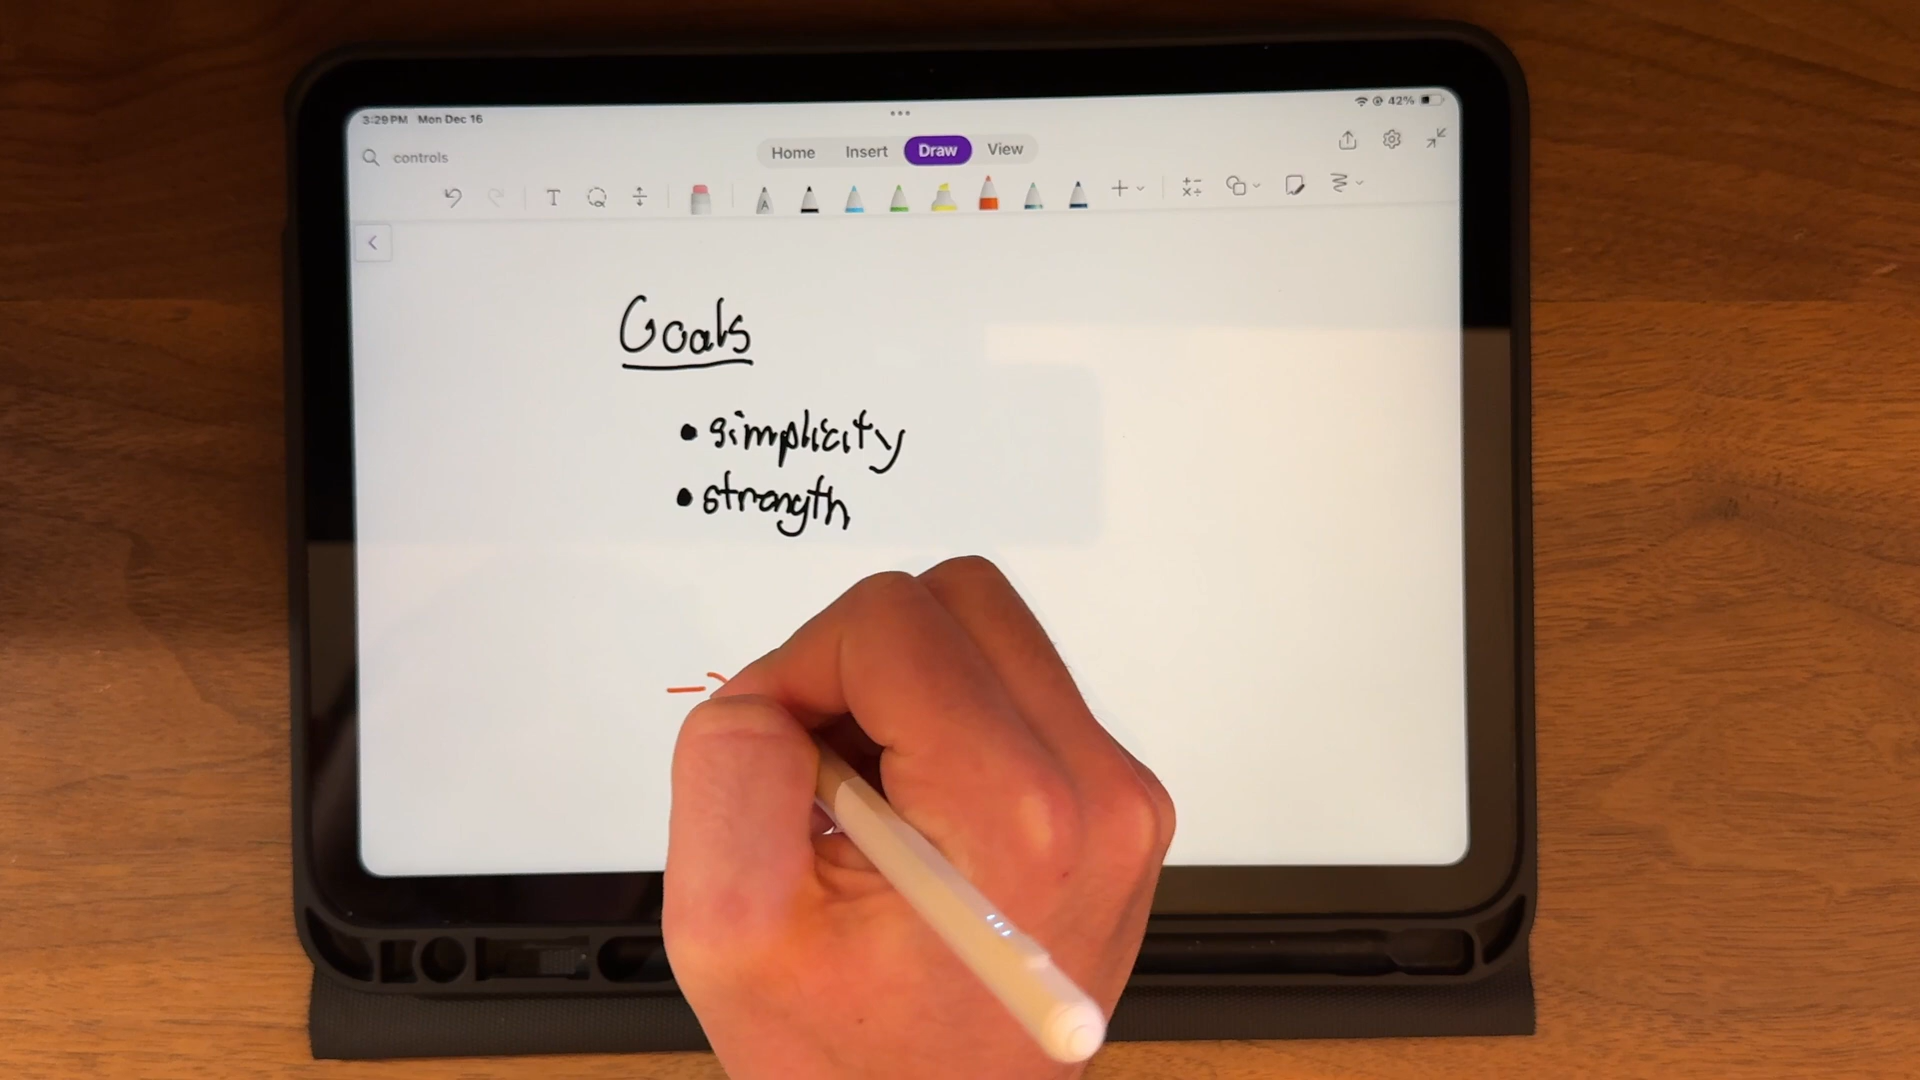 3:29 PM Mon Dec 16
42%
controls
Home Insert Draw View
T
A
Goals
• simplicity
• strength